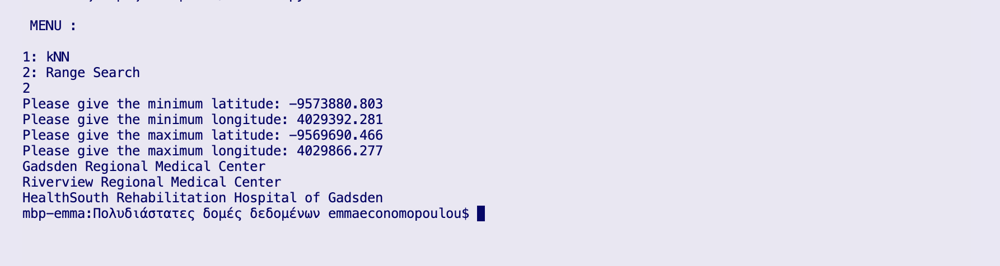 MENU :
1: kNN
2: Range Search
2
Please give the minimum latitude: -9573880.803
Please give the minimum longitude: 4029392.281
Please give the maximum latitude: -9569690.466
Please give the maximum longitude: 4029866.277
Gadsden Regional Medical Center
Riverview Regional Medical Center
HealthSouth Rehabilitation Hospital of Gadsden
mbp-emma:Πολυδιάστατες δομές δεδομένων emmaeconomopoulou$